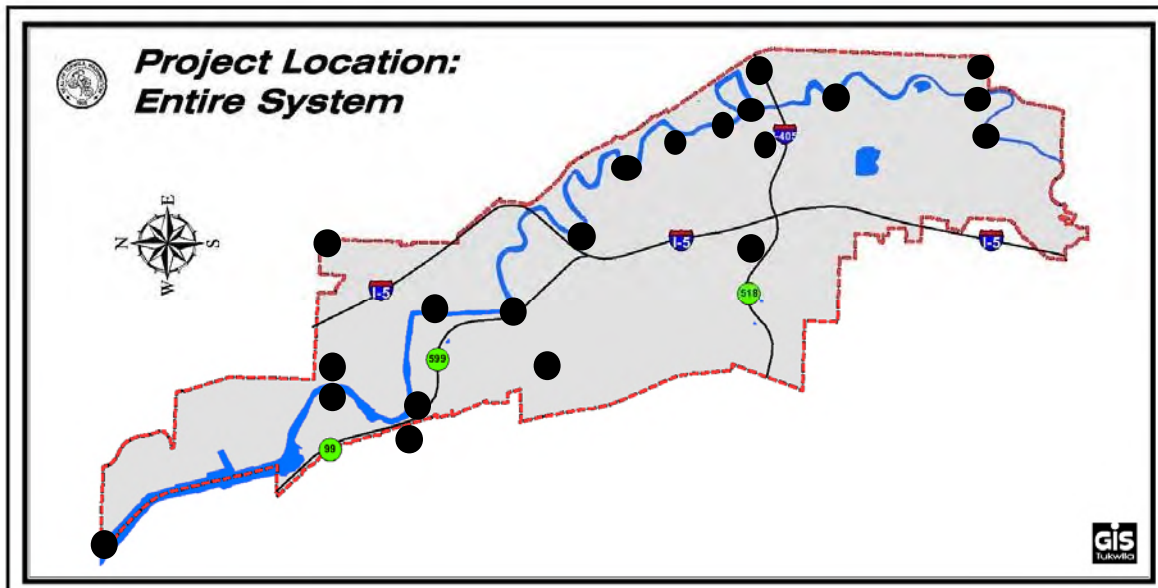 Project Location:
Entire System
N
E
S
W
I-405
I-5
I-5
I-5
518
599
99
GIS
Tukwila